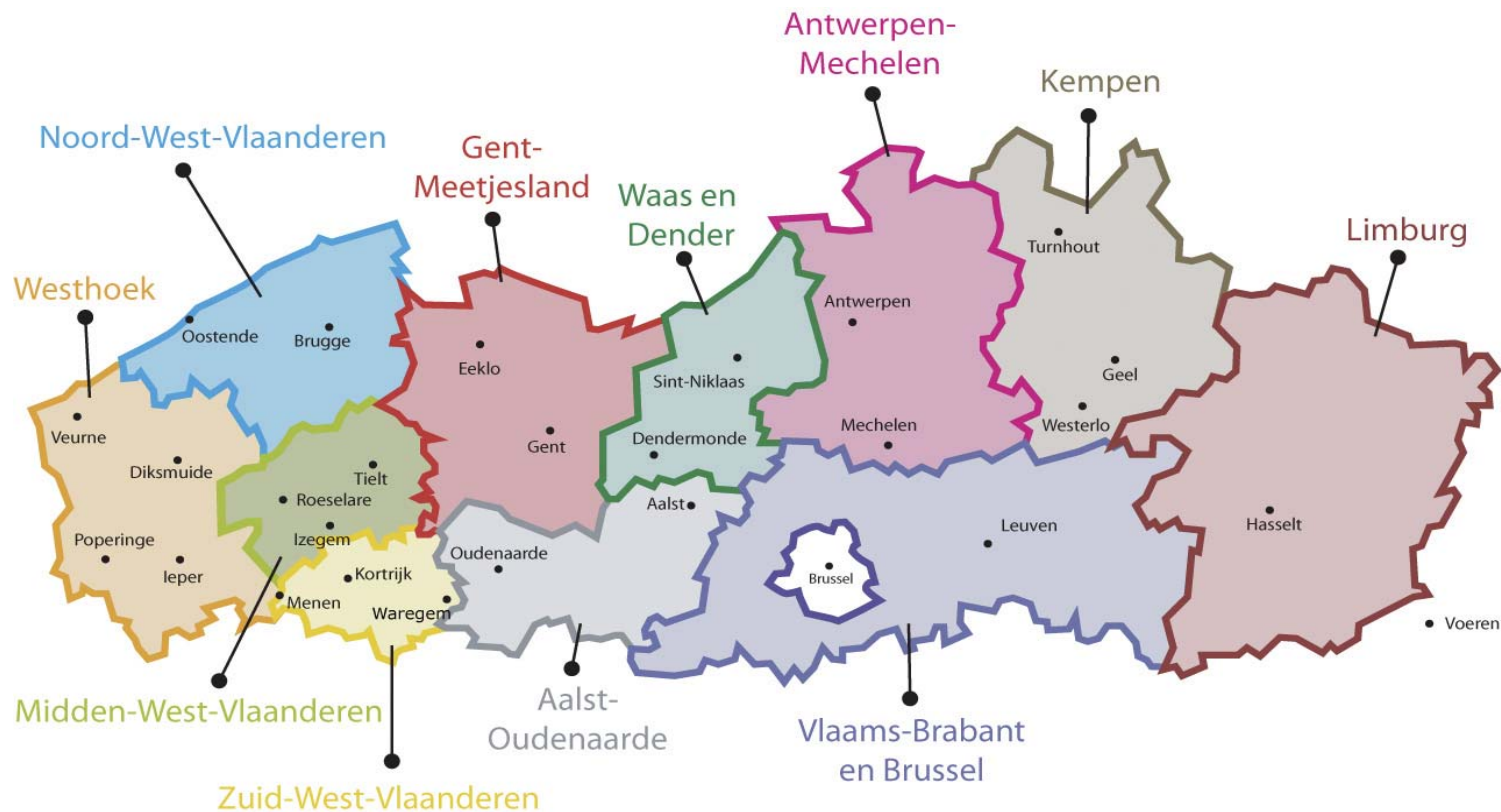 Antwerpen-
Mechelen
Kempen
Noord-West-Vlaanderen
Gent-
Meetjesland
Waas en
Dender
Limburg
Westhoek
Turnhout
Antwerpen
Oostende
Brugge
Eeklo
Sint-Niklaas
Geel
Veurne
Westerlo
Mechelen
Dendermonde
Gent
Diksmuide
Tielt
Roeselare
Aalst
Hasselt
Leuven
Izegem
Poperinge
Oudenaarde
Ieper
Kortrijk
Brussel
Menen
Waregem
Voeren
Midden-West-Vlaanderen
Aalst-
Oudenaarde
Vlaams-Brabant
en Brussel
Zuid-West-Vlaanderen